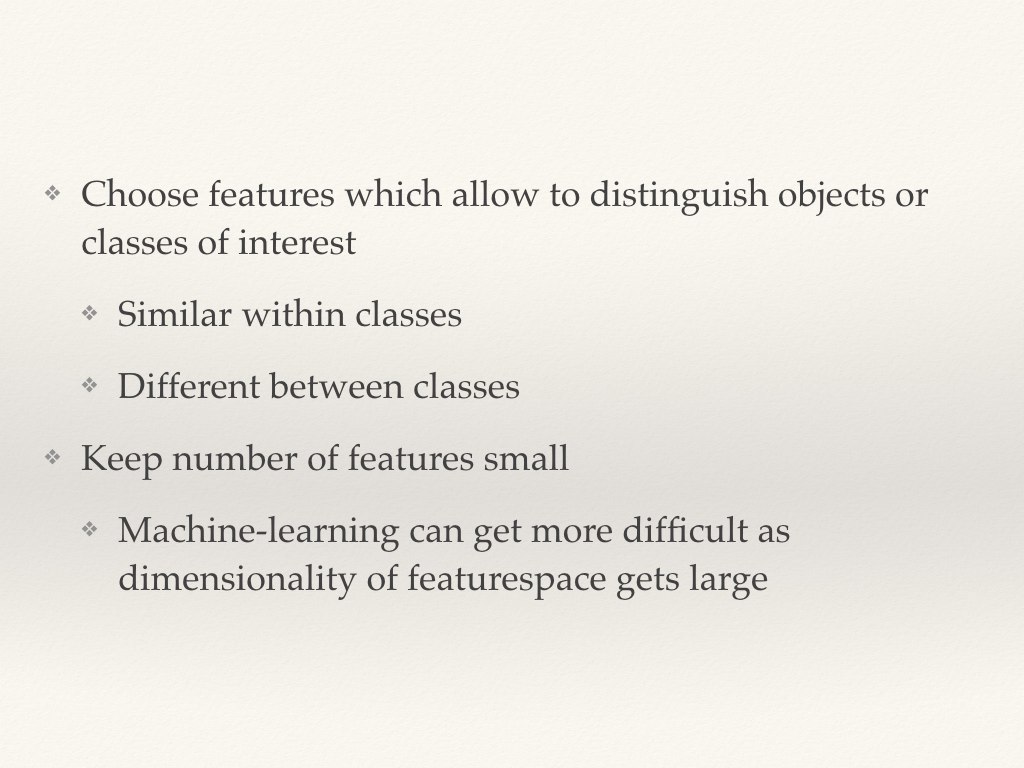 ❖ Choose features which allow to distinguish objects or
classes of interest
❖ Similar within classes
❖ Different between classes
❖ Keep number of features small
❖ Machine-learning can get more difficult as
dimensionality of featurespace gets large